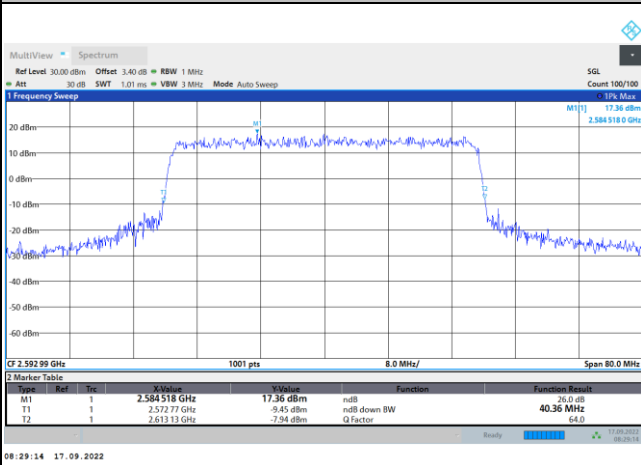 MultiView Spectrum
Ref Level 30.00 dBm Offset 3.40 dB RBW 1 MHz SGL
Att 30 dB SWT 1.01 ms VBW 3 MHz Mode Auto Sweep Count 100/100
1 Frequency Sweep 1Pk Max
M1[1] 17.36 dBm
2.584 518 0 GHz
M1
20 dBm
10 dBm
0 dBm
T1 T2
-10 dBm
-20 dBm
-30 dBm
-40 dBm
-50 dBm
-60 dBm
CF 2.592 99 GHz 1001 pts 8.0 MHz/ Span 80.0 MHz
2 Marker Table
Type Ref Trc X-Value Y-Value Function Function Result
M1 1 2.584 518 GHz 17.36 dBm ndB 26.0 dB
T1 1 2.572 77 GHz -9.45 dBm ndB down BW 40.36 MHz
T2 1 2.613 13 GHz -7.94 dBm Q Factor 64.0
Ready 17.09.2022
08:29:14
08:29:14 17.09.2022